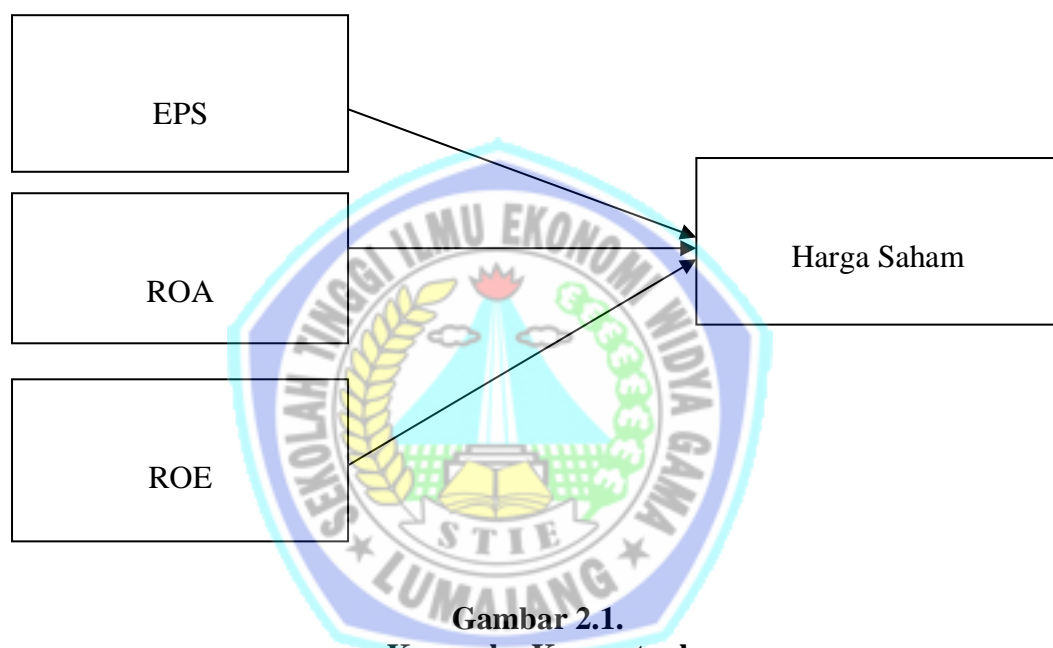 EPS
ROA
ROE
Harga Saham
SEKOLAH TINGGI ILMU EKONOMI WIDYA GAMA
STIE
LUMAJANG
Gambar 2.1.